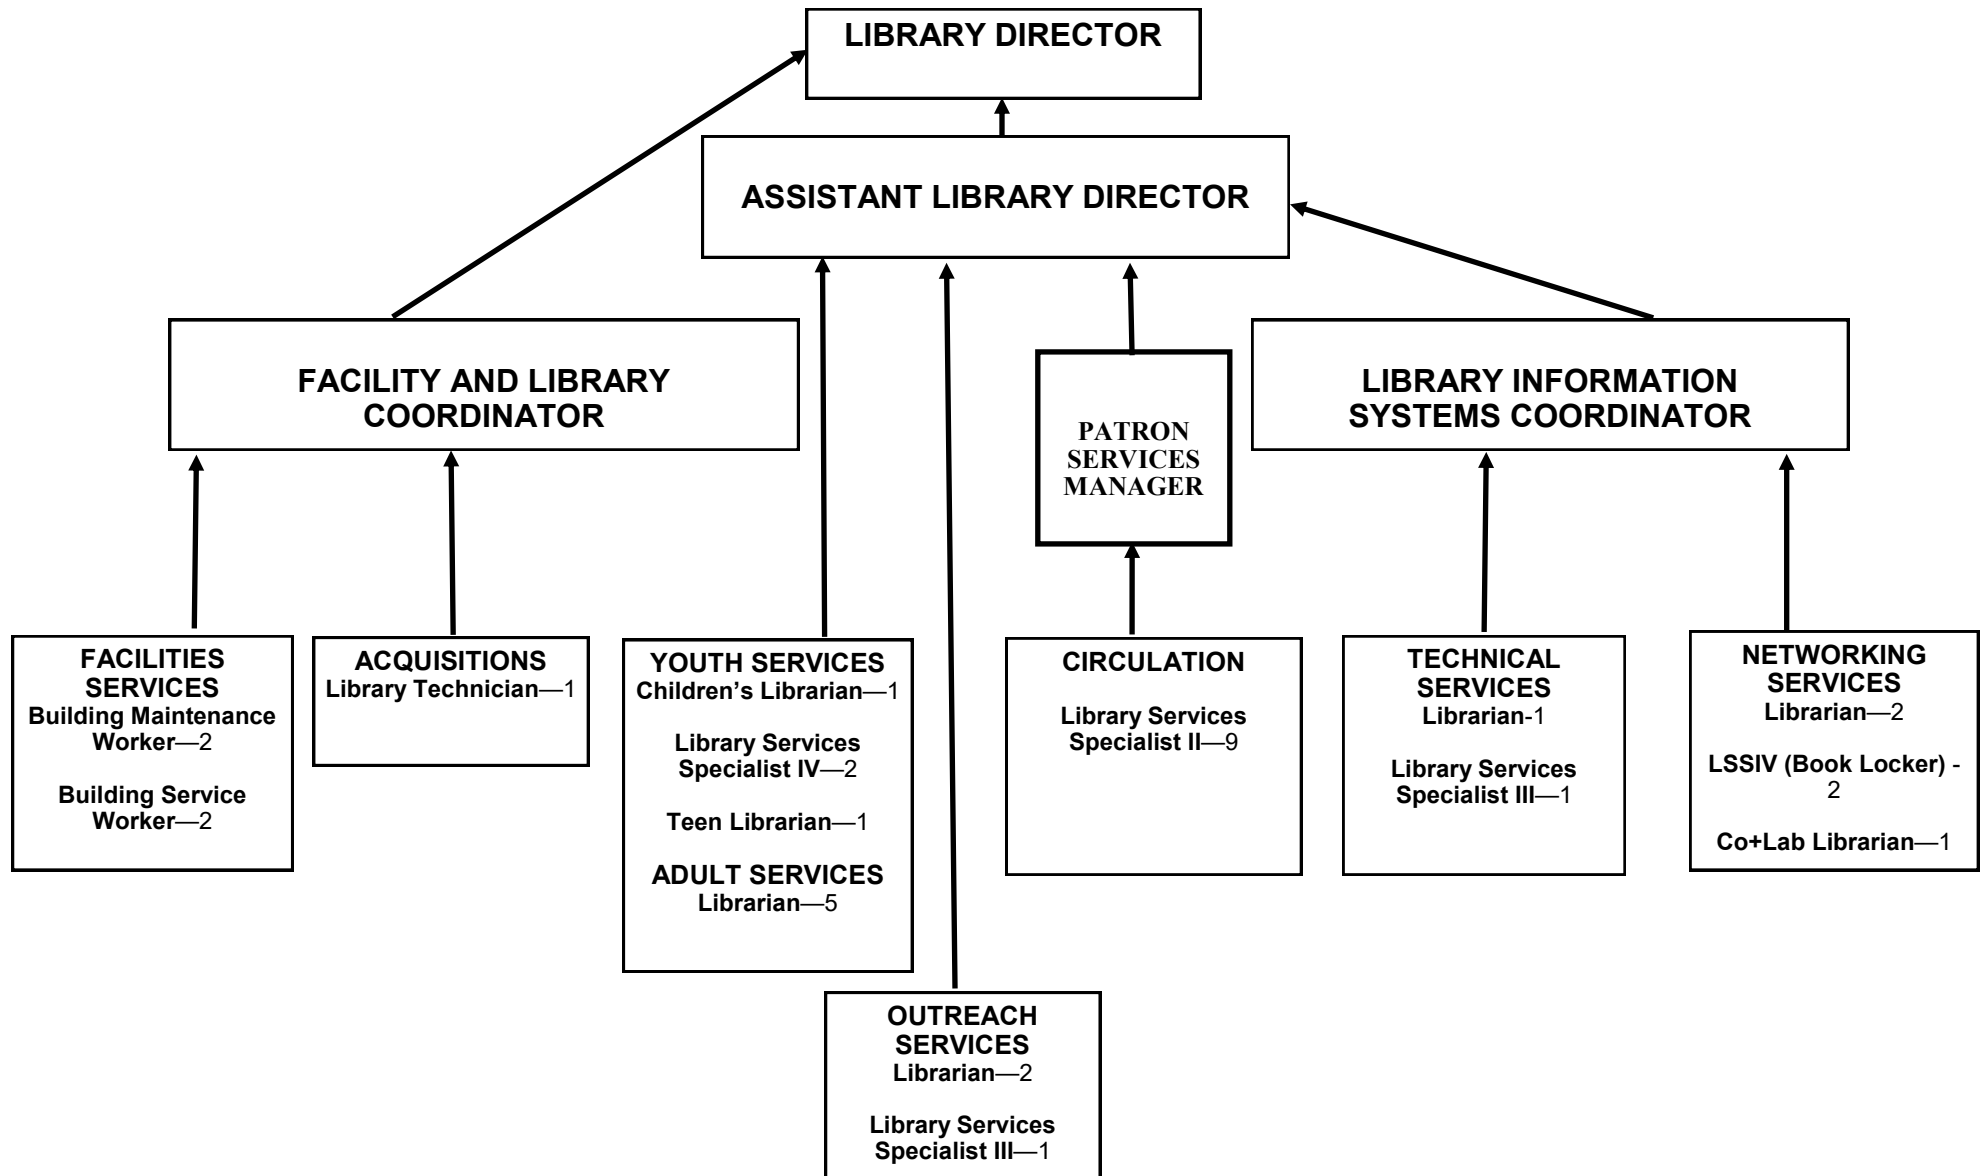 LIBRARY DIRECTOR
ASSISTANT LIBRARY DIRECTOR
FACILITY AND LIBRARY
COORDINATOR
PATRON
SERVICES
MANAGER
LIBRARY INFORMATION
SYSTEMS COORDINATOR
FACILITIES
SERVICES
Building Maintenance
Worker—2
Building Service
Worker—2
ACQUISITIONS
Library Technician—1
YOUTH SERVICES
Children’s Librarian—1
Library Services
Specialist IV—2
Teen Librarian—1
ADULT SERVICES
Librarian—5
CIRCULATION
Library Services
Specialist II—9
TECHNICAL
SERVICES
Librarian-1
Library Services
Specialist III—1
NETWORKING
SERVICES
Librarian—2
LSSIV (Book Locker) -
2
Co+Lab Librarian—1
OUTREACH
SERVICES
Librarian—2
Library Services
Specialist III—1